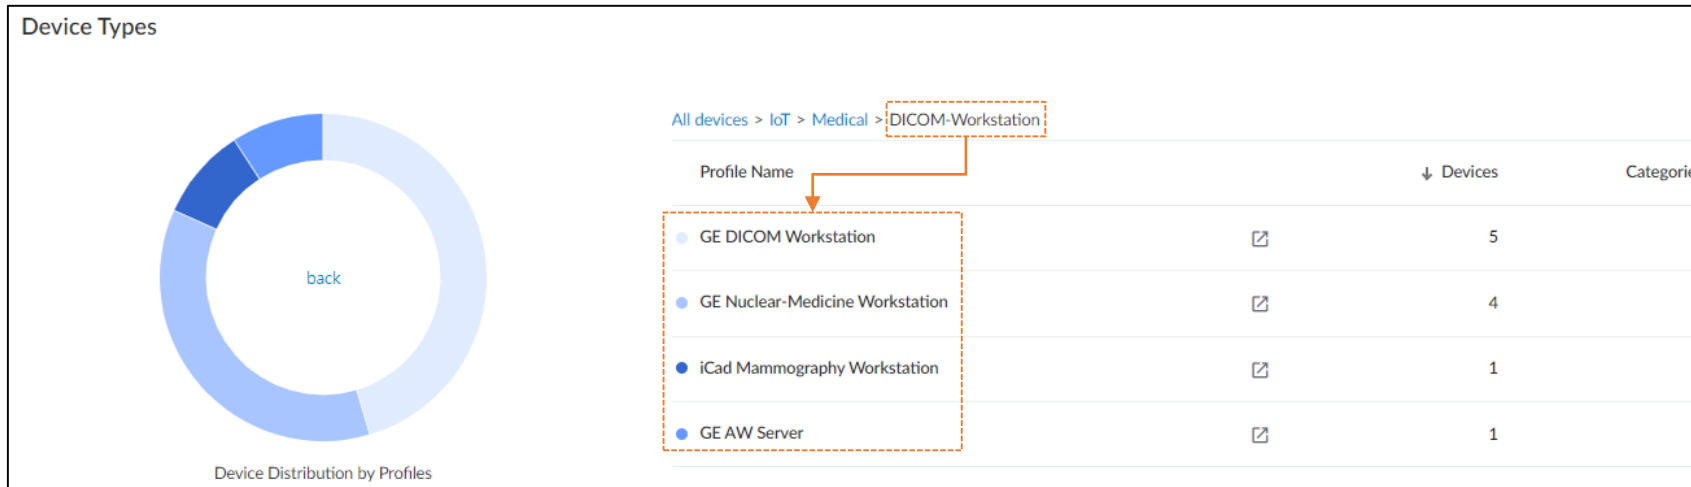 Device Types
All devices > IoT > Medical > DICOM-Workstation
Profile Name Devices Categorie
GE DICOM Workstation 5
GE Nuclear-Medicine Workstation 4
iCad Mammography Workstation 1
GE AW Server 1
back
Device Distribution by Profiles